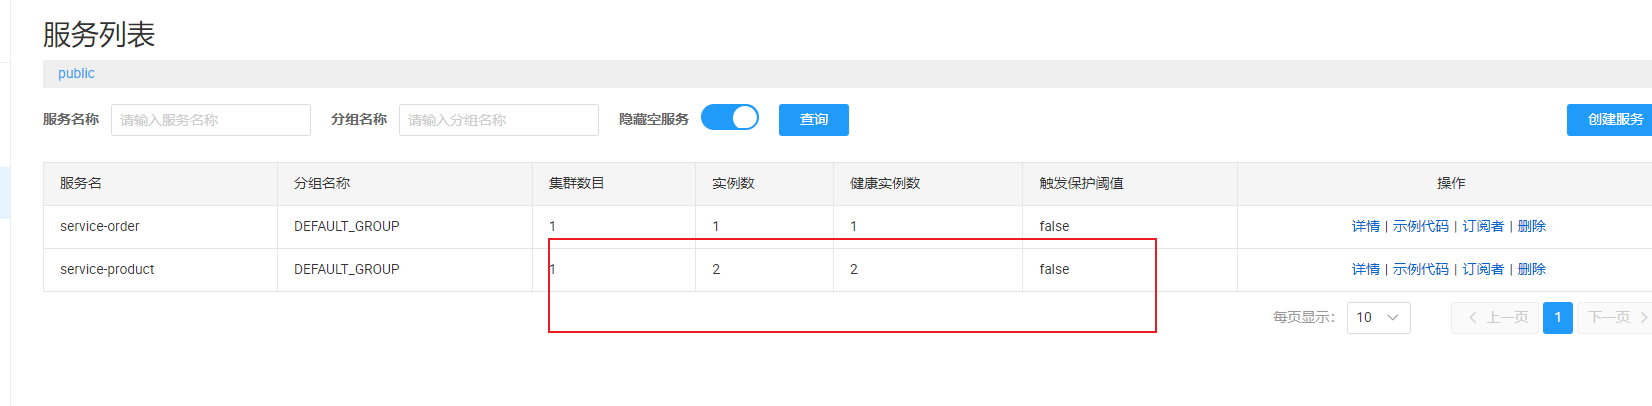 服务列表
public
服务名称 请输入服务名称 分组名称 请输入分组名称 隐藏空服务 查询 创建服务
服务名 分组名称 集群数目 实例数 健康实例数 触发保护阈值 操作
service-order DEFAULT_GROUP 1 1 1 false 详情 | 示例代码 | 订阅者 | 删除
service-product DEFAULT_GROUP 1 2 2 false 详情 | 示例代码 | 订阅者 | 删除
每页显示: 10 上一页 1 下一页